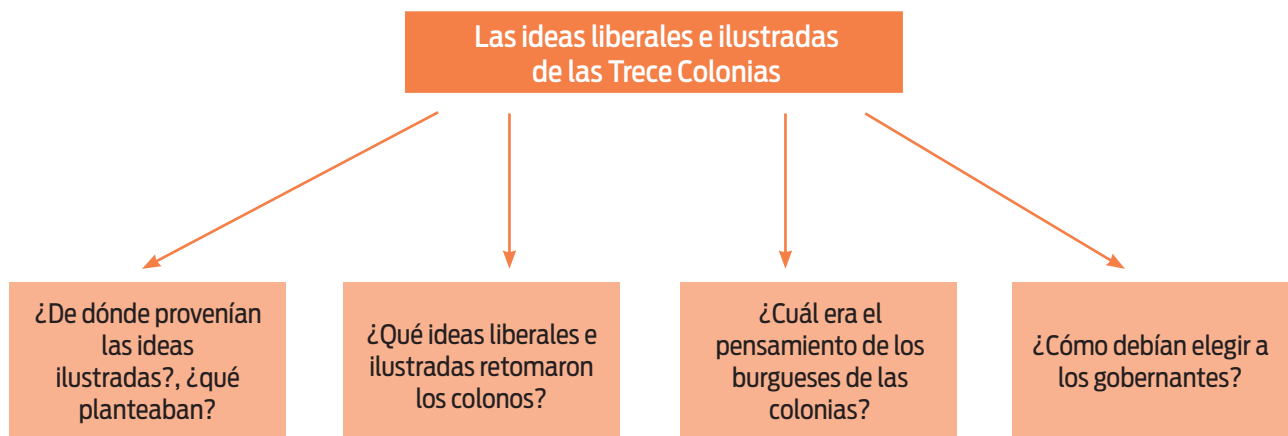 Las ideas liberales e ilustradas
de las Trece Colonias
¿De dónde provenían
las ideas
ilustradas?, ¿qué
planteaban?
¿Qué ideas liberales e
ilustradas retomaron
los colonos?
¿Cuál era el
pensamiento de los
burgueses de las
colonias?
¿Cómo debían elegir a
los gobernantes?